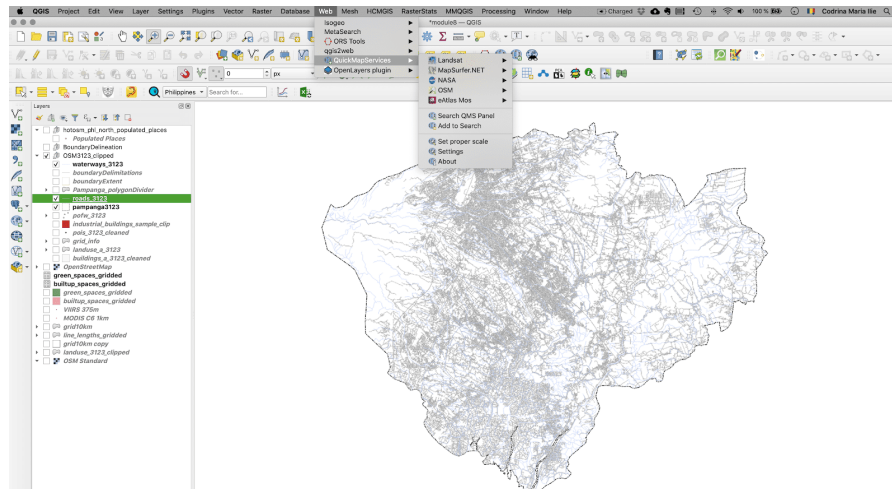 QGIS Project Edit View Layer Settings Plugins Vector Raster Database Web Mesh HCMGIS RasterStats MMQGIS Processing Window Help Charged 100% Codrina Maria Ilie
*module8 — QGIS
Isogeo
MetaSearch
ORS Tools
qgis2web
QuickMapServices
OpenLayers plugin
Landsat
MapSurfer.NET
NASA
OSM
eAtlas Mos
Search QMS Panel
Add to Search
Set proper scale
Settings
About
0 px
Philippines Search for...
Layers
hotosm_phl_north_populated_places
Populated Places
BoundaryDelineation
OSM3123_clipped
waterways_3123
boundaryDelimitations
boundaryExtent
Pampanga_polygonDivider
roads_3123
pampanga3123
pofw_3123
industrial_buildings_sample_clip
pois_3123_cleaned
grid_info
landuse_a_3123
buildings_a_3123_cleaned
OpenStreetMap
green_spaces_gridded
builtup_spaces_gridded
green_spaces_gridded
builtup_spaces_gridded
VIIRS 375m
MODIS C6 1km
grid10km
line_lengths_gridded
grid10km copy
landuse_3123_clipped
OSM Standard